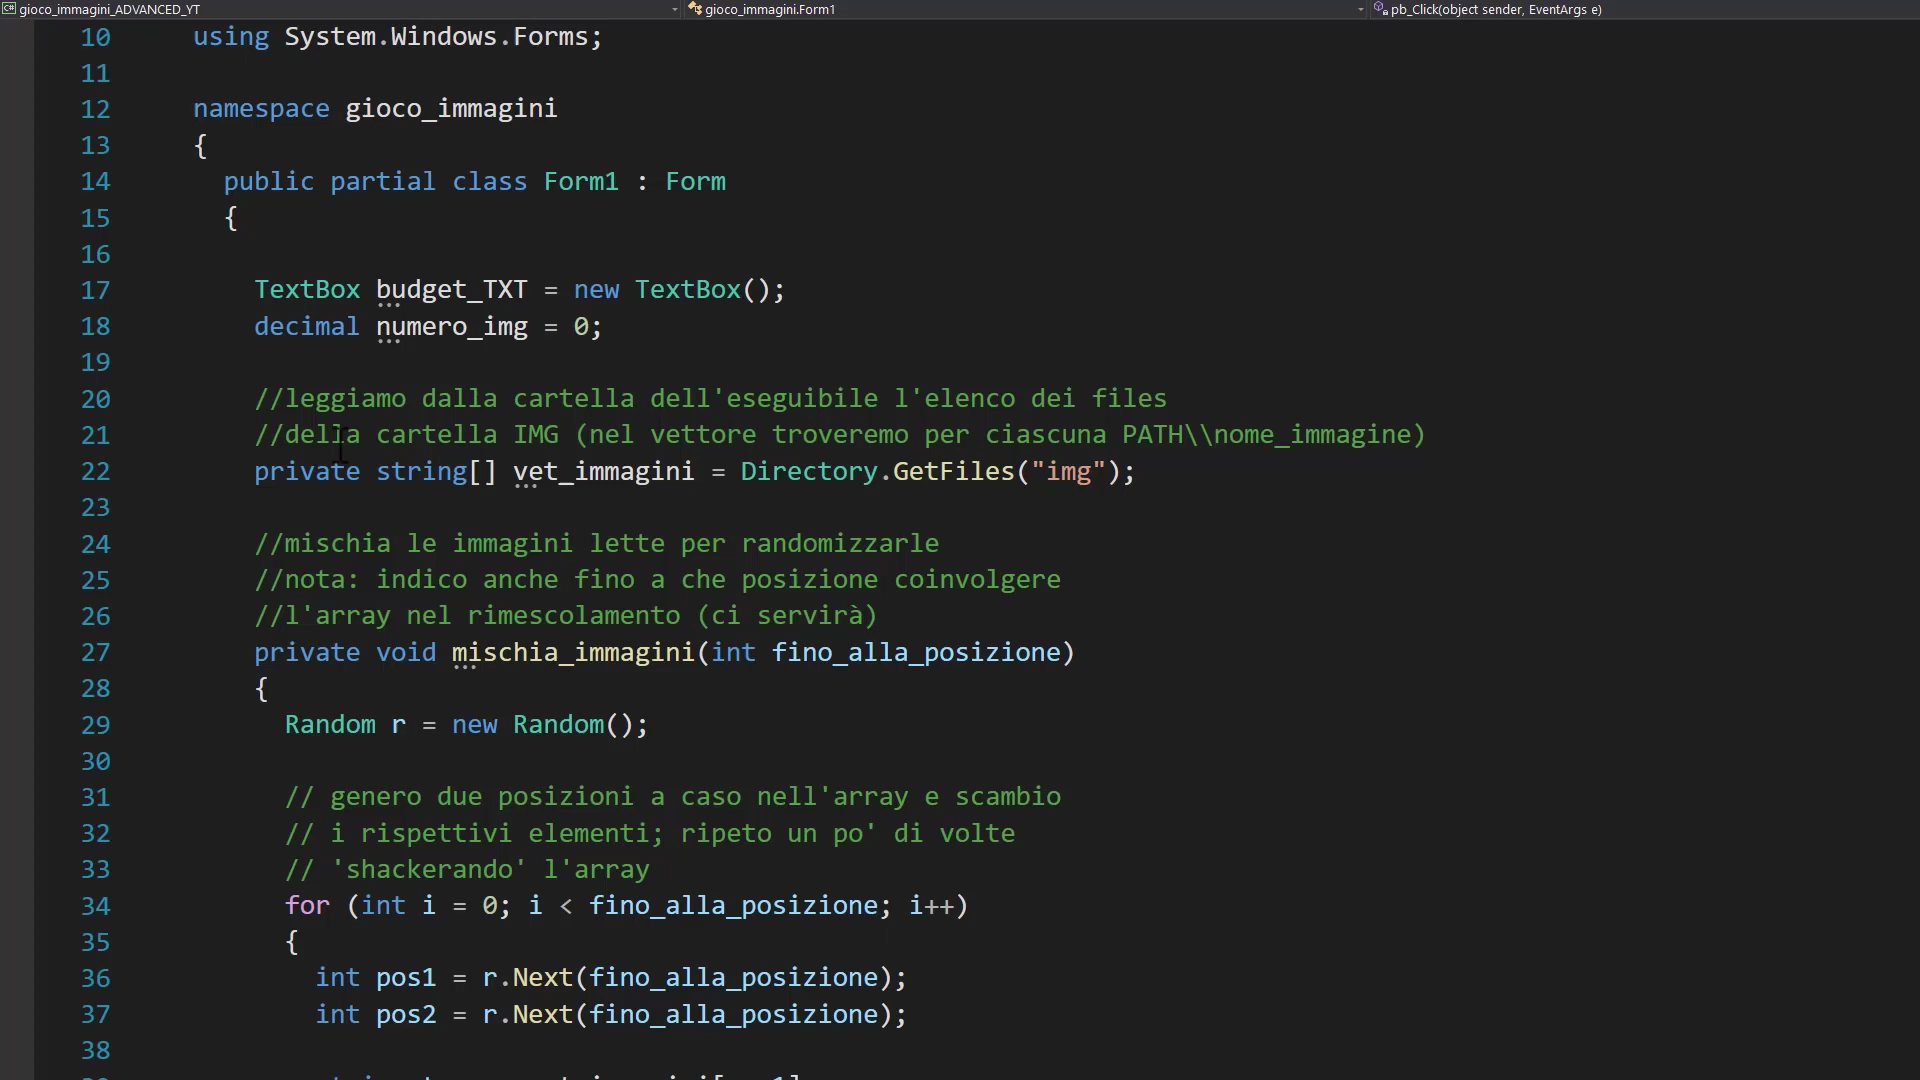 gioco_immagini_ADVANCED_YT gioco_immagini.Form1 pb_Click(object sender, EventArgs e)
10 using System.Windows.Forms;
11
12 namespace gioco_immagini
13 {
14 public partial class Form1 : Form
15 {
16
17 TextBox budget_TXT = new TextBox();
18 decimal numero_img = 0;
19
20 //leggiamo dalla cartella dell'eseguibile l'elenco dei files
21 //della cartella IMG (nel vettore troveremo per ciascuna PATH\\nome_immagine)
22 private string[] vet_immagini = Directory.GetFiles("img");
23
24 //mischia le immagini lette per randomizzarle
25 //nota: indico anche fino a che posizione coinvolgere
26 //l'array nel rimescolamento (ci servirà)
27 private void mischia_immagini(int fino_alla_posizione)
28 {
29 Random r = new Random();
30
31 // genero due posizioni a caso nell'array e scambio
32 // i rispettivi elementi; ripeto un po' di volte
33 // 'shackerando' l'array
34 for (int i = 0; i < fino_alla_posizione; i++)
35 {
36 int pos1 = r.Next(fino_alla_posizione);
37 int pos2 = r.Next(fino_alla_posizione);
38